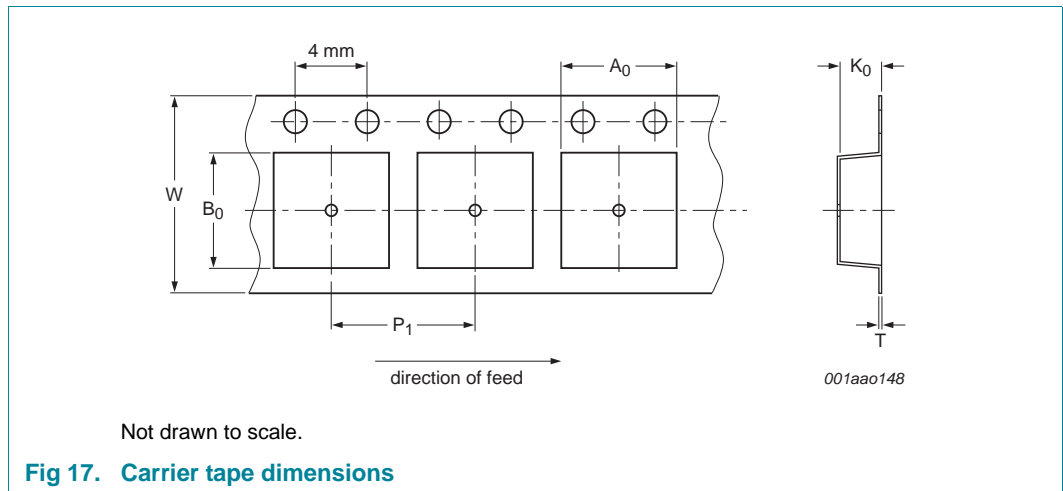 4 mm
A0
K0
W
B0
P1
T
direction of feed
001aao148
Not drawn to scale.
Fig 17. Carrier tape dimensions